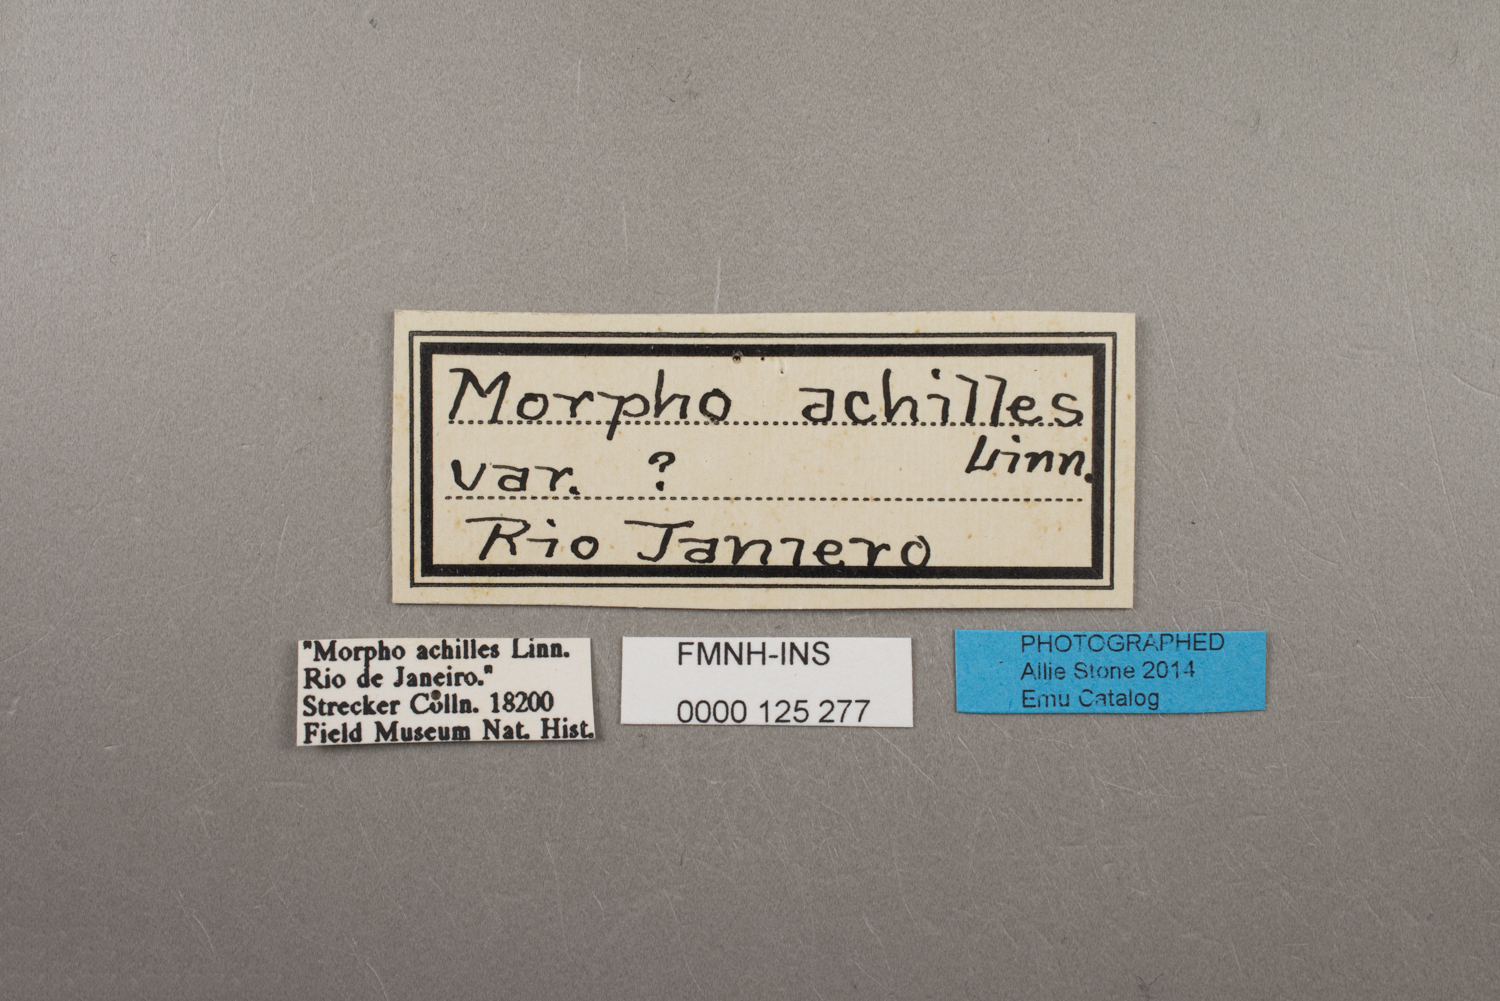 Morpho achilles
var. ? Linn.
Rio Janiero
"Morpho achilles Linn.
Rio de Janeiro."
Strecker Colln. 18200
Field Museum Nat. Hist.
FMNH-INS
0000 125 277
PHOTOGRAPHED
Allie Stone 2014
Emu Catalog